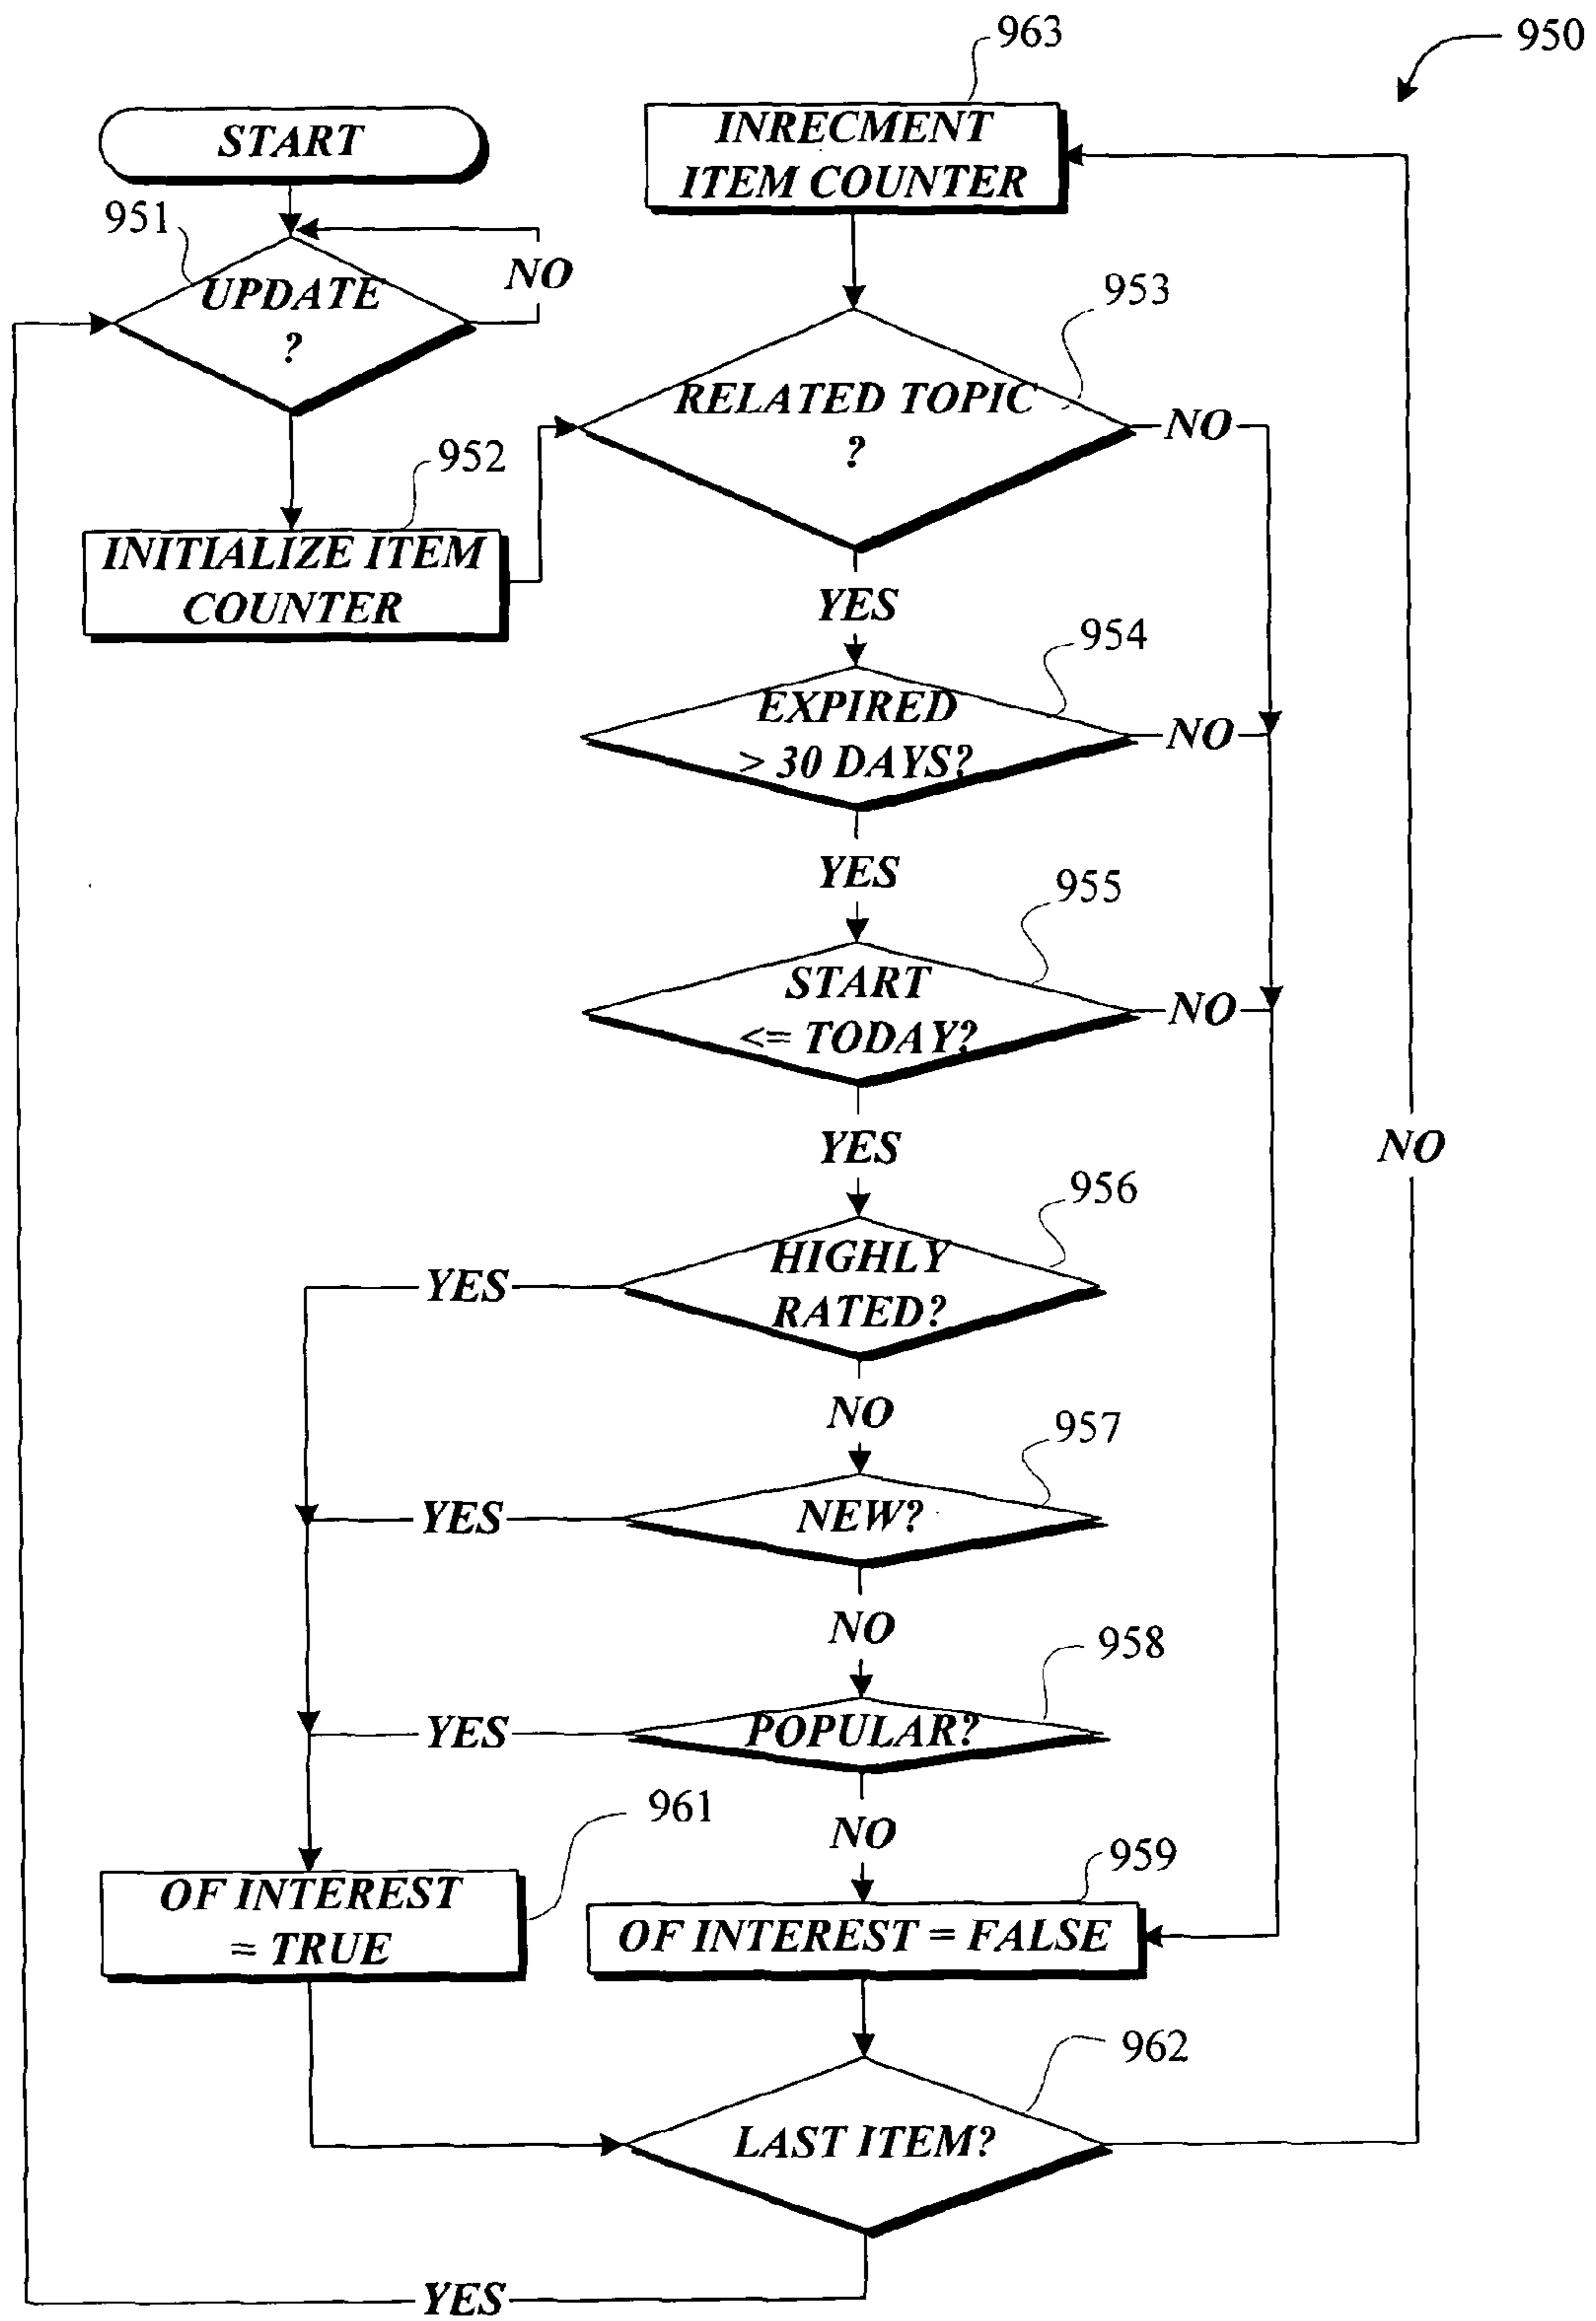 963
950
START
INRECMENT
ITEM COUNTER
951
NO
UPDATE
?
953
RELATED TOPIC
?
NO
952
INITIALIZE ITEM
COUNTER
YES
954
EXPIRED
> 30 DAYS?
NO
YES
955
START
<= TODAY?
NO
YES
NO
956
HIGHLY
RATED?
YES
NO
957
NEW?
YES
NO
958
POPULAR?
YES
961
NO
959
OF INTEREST
= TRUE
OF INTEREST = FALSE
962
LAST ITEM?
YES